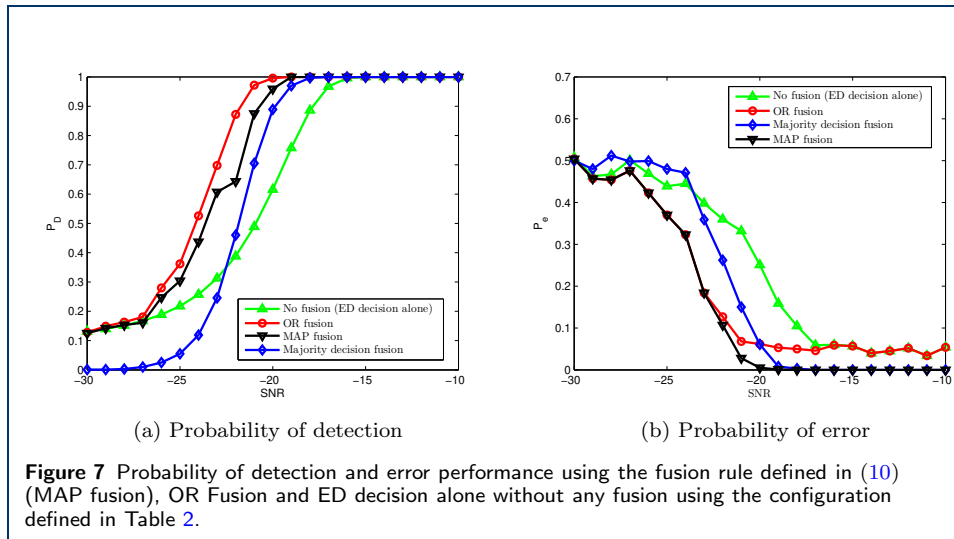 1
0.9
0.8
0.7
0.6
0.5
0.4
0.3
0.2
0.1
0
P_D
−30
−25
−20
−15
−10
SNR
No fusion (ED decision alone)
OR fusion
MAP fusion
Majority decision fusion
(a) Probability of detection
0.7
0.6
0.5
0.4
0.3
0.2
0.1
0
P_e
−30
−25
−20
−15
−10
SNR
No fusion (ED decision alone)
OR fusion
Majority decision fusion
MAP fusion
(b) Probability of error
Figure 7 Probability of detection and error performance using the fusion rule defined in (10)
(MAP fusion), OR Fusion and ED decision alone without any fusion using the configuration
defined in Table 2.